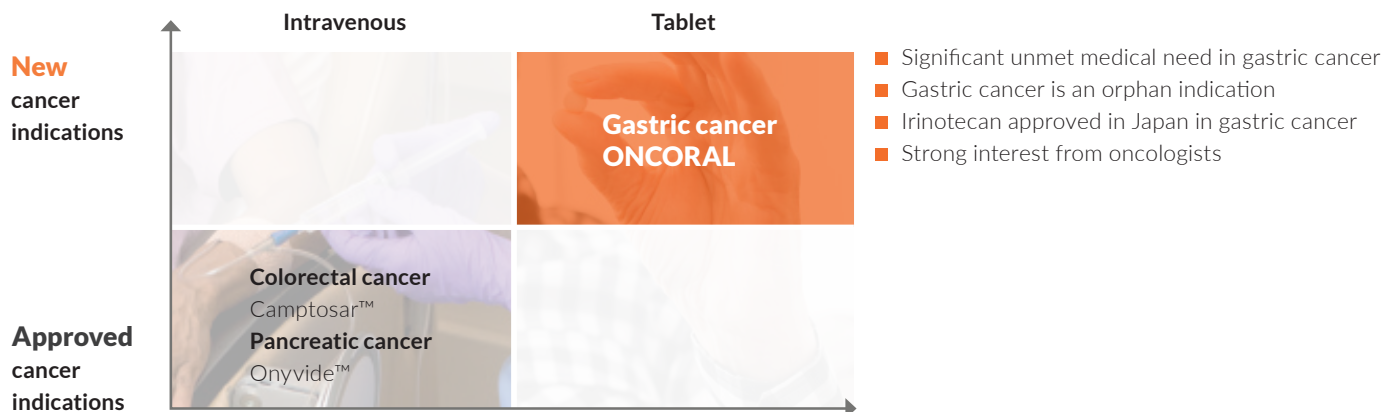 Intravenous
Tablet
New
cancer
indications
Gastric cancer
ONCORAL
Significant unmet medical need in gastric cancer
Gastric cancer is an orphan indication
Irinotecan approved in Japan in gastric cancer
Strong interest from oncologists
Approved
cancer
indications
Colorectal cancer
Camptosar™
Pancreatic cancer
Onyvide™